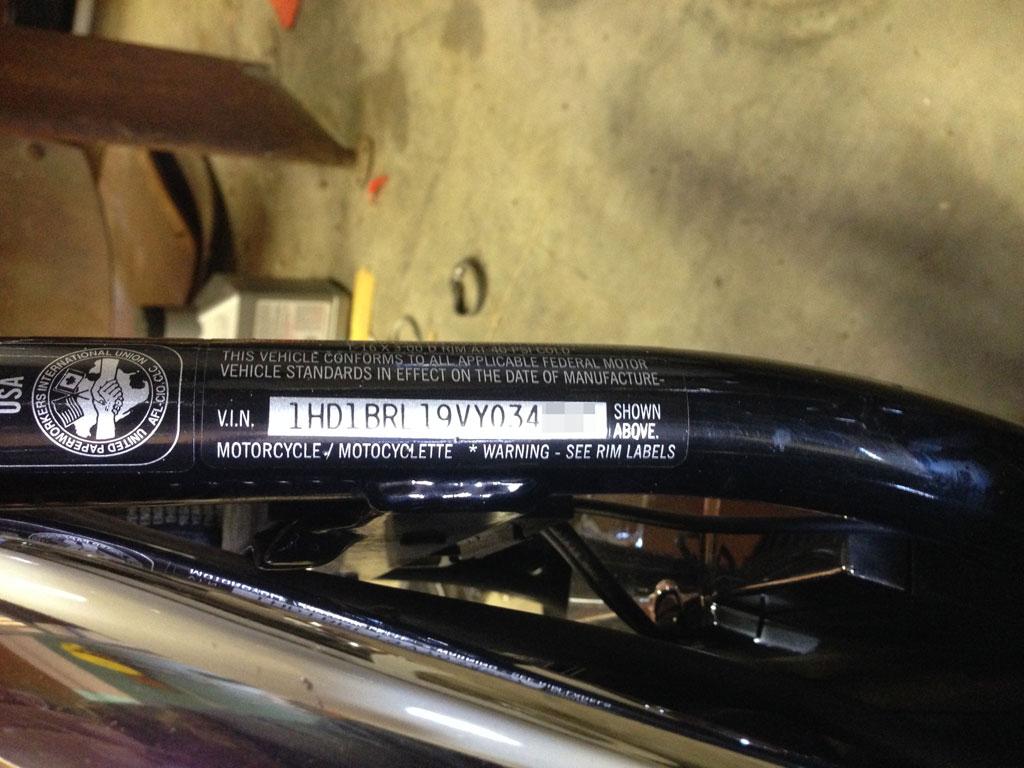 USA
UNITED PAPERWORKERS INTERNATIONAL UNION
AFL·CIO, CLC
THIS VEHICLE CONFORMS TO ALL APPLICABLE FEDERAL MOTOR
VEHICLE STANDARDS IN EFFECT ON THE DATE OF MANUFACTURE-
V.I.N. 1HD1BRL19VY034 SHOWN
ABOVE.
MOTORCYCLE / MOTOCYCLETTE * WARNING - SEE RIM LABELS